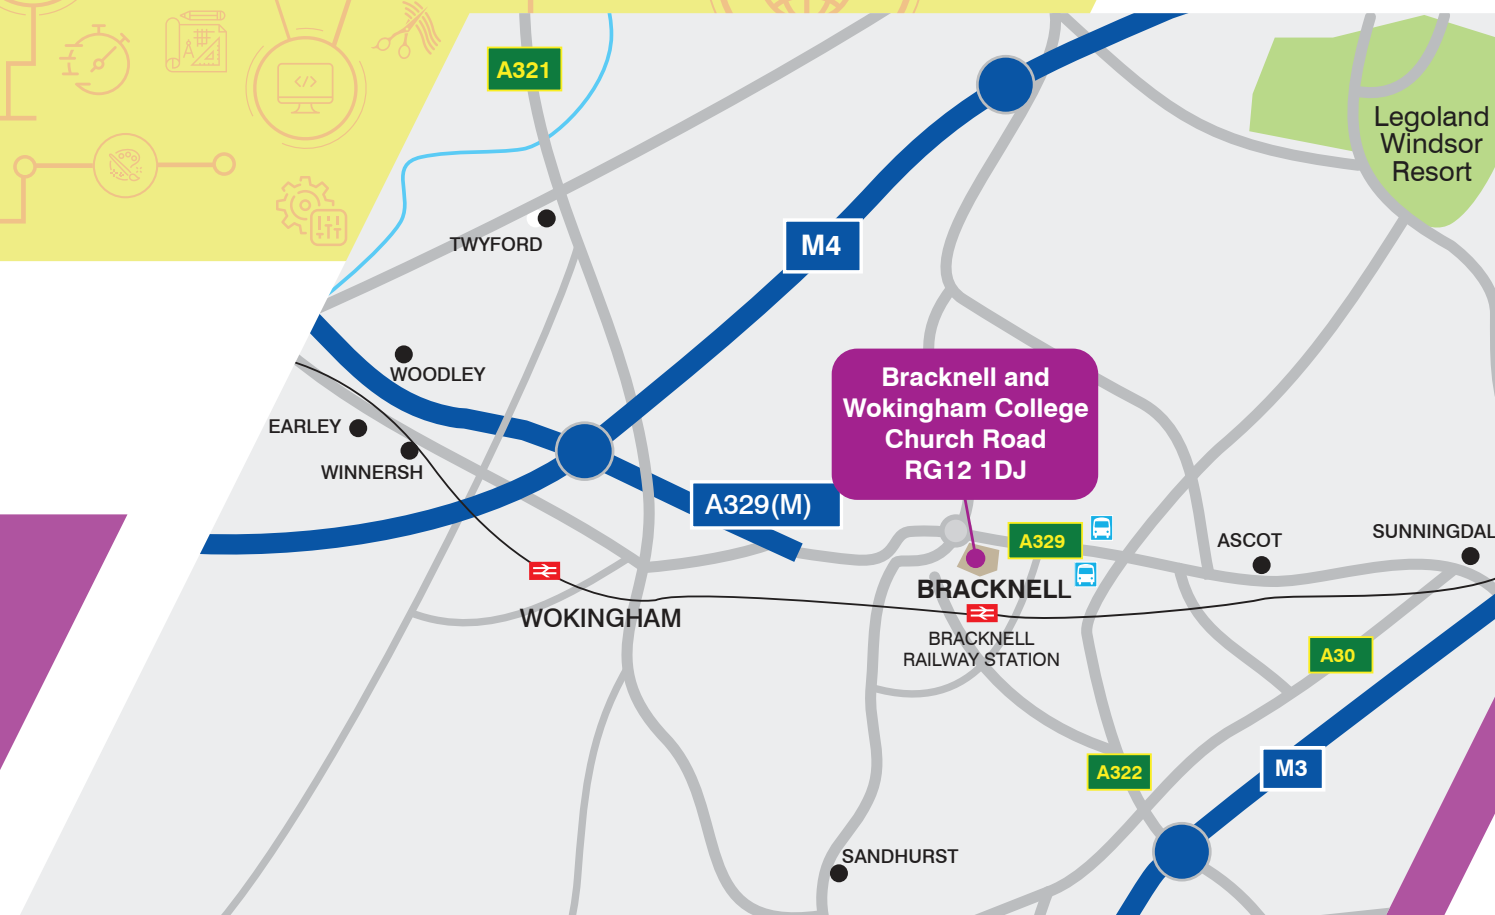 </>
A321
Legoland
Windsor
Resort
TWYFORD
M4
WOODLEY
EARLEY
WINNERSH
Bracknell and
Wokingham College
Church Road
RG12 1DJ
A329(M)
A329
ASCOT
SUNNINGDAL
BRACKNELL
WOKINGHAM
BRACKNELL
RAILWAY STATION
A30
A322
M3
SANDHURST